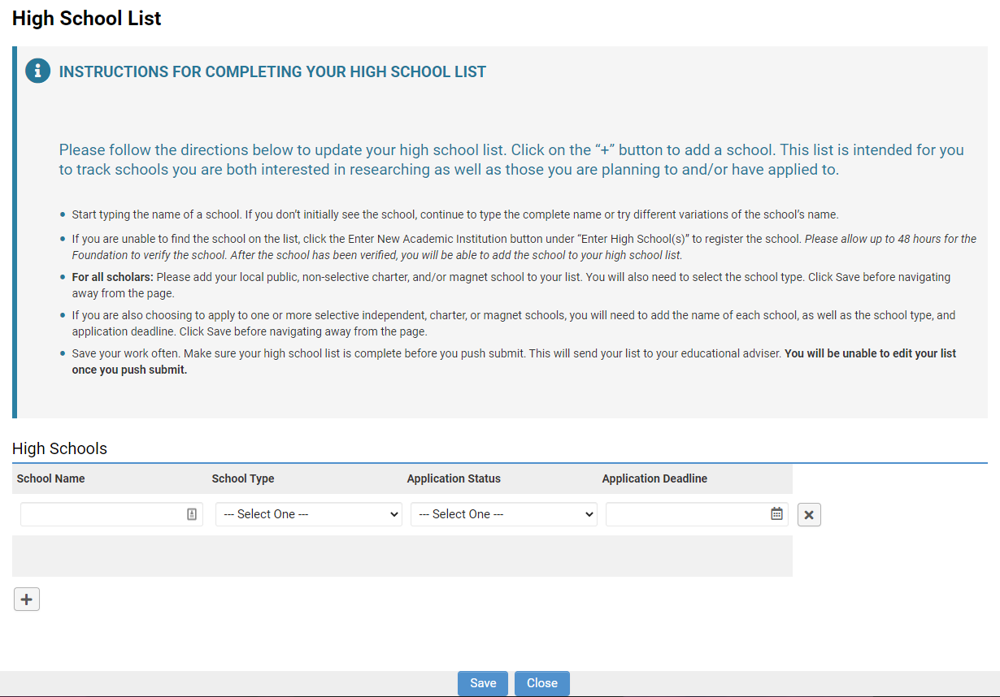 High School List
INSTRUCTIONS FOR COMPLETING YOUR HIGH SCHOOL LIST
Please follow the directions below to update your high school list. Click on the “+” button to add a school. This list is intended for you
to track schools you are both interested in researching as well as those you are planning to and/or have applied to.
• Start typing the name of a school. If you don’t initially see the school, continue to type the complete name or try different variations of the school’s name.
• If you are unable to find the school on the list, click the Enter New Academic Institution button under “Enter High School(s)” to register the school. Please allow up to 48 hours for the
Foundation to verify the school. After the school has been verified, you will be able to add the school to your high school list.
• For all scholars: Please add your local public, non-selective charter, and/or magnet school to your list. You will also need to select the school type. Click Save before navigating
away from the page.
• If you are also choosing to apply to one or more selective independent, charter, or magnet schools, you will need to add the name of each school, as well as the school type, and
application deadline. Click Save before navigating away from the page.
• Save your work often. Make sure your high school list is complete before you push submit. This will send your list to your educational adviser. You will be unable to edit your list
once you push submit.
High Schools
School Name School Type Application Status Application Deadline
--- Select One --- --- Select One ---
Save Close